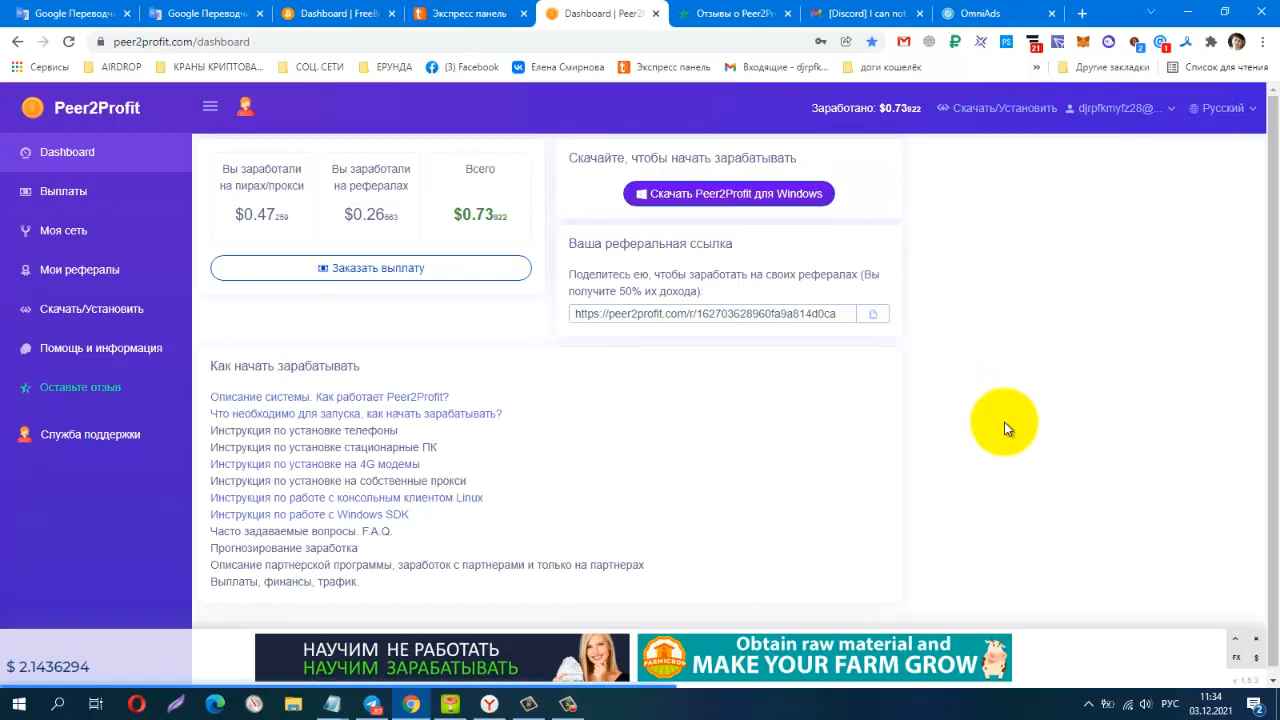 Google Переводч
Google Переводч
Dashboard | FreeB
Экспресс панель
Dashboard | Peer2
Отзывы о Peer2Pr
[Discord] I can not
OmniAds
peer2profit.com/dashboard
Сервисы
AIRDROP
КРАНЫ КРИПТОВА...
СОЦ. СЕТИ
ЕРУНДА
(3) Facebook
Елена Смирнова
Экспресс панель
Входящие - djrpfk...
доги кошелёк
»
Другие закладки
Список для чтения
Peer2Profit
Заработано: $0.73922
Скачать/Установить
djrpfkmyfz28@...
Русский
Dashboard
Выплаты
Моя сеть
Мои рефералы
Скачать/Установить
Помощь и информация
Оставьте отзыв
Служба поддержки
Вы заработали на пирах/прокси
$0.47259
Вы заработали на рефералах
$0.26663
Всего
$0.73922
Заказать выплату
Скачайте, чтобы начать зарабатывать
Скачать Peer2Profit для Windows
Ваша реферальная ссылка
Поделитесь ею, чтобы заработать на своих рефералах (Вы
получите 50% их дохода):
https://peer2profit.com/r/162703628960fa9a814d0ca
Как начать зарабатывать
Описание системы. Как работает Peer2Profit?
Что необходимо для запуска, как начать зарабатывать?
Инструкция по установке телефоны
Инструкция по установке стационарные ПК
Инструкция по установке на 4G модемы
Инструкция по установке на собственные прокси
Инструкция по работе с консольным клиентом Linux
Инструкция по работе с Windows SDK
Часто задаваемые вопросы. F.A.Q.
Прогнозирование заработка
Описание партнерской программы, заработок с партнерами и только на партнерах
Выплаты, финансы, трафик.
$ 2.1436294
НАУЧИМ НЕ РАБОТАТЬ
НАУЧИМ ЗАРАБАТЫВАТЬ
FARMICROP
Obtain raw material and
MAKE YOUR FARM GROW
FX
$
v 1.5.3
РУС
11:34
03.12.2021